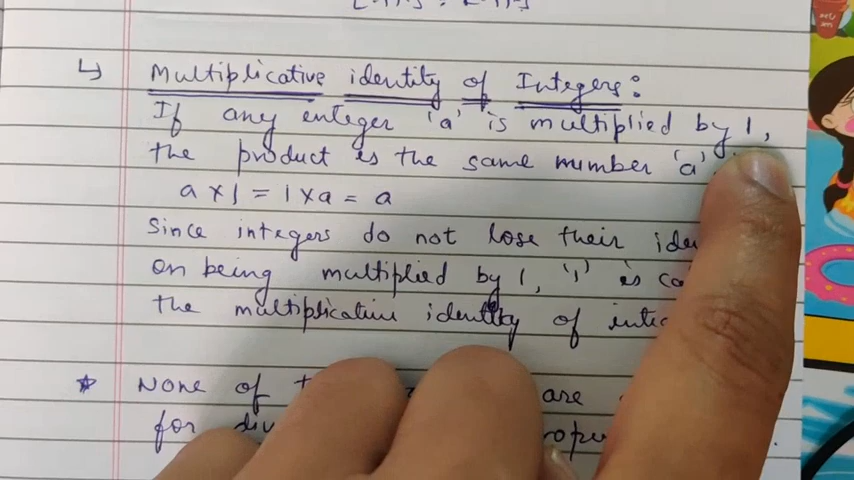 ↳ Multiplicative identity of Integers:
If any integer 'a' is multiplied by 1,
the product is the same number 'a'
a × 1 = 1 × a = a
Since integers do not lose their
on being multiplied by 1, '1' is
the multiplicative identity of
* None of are
for